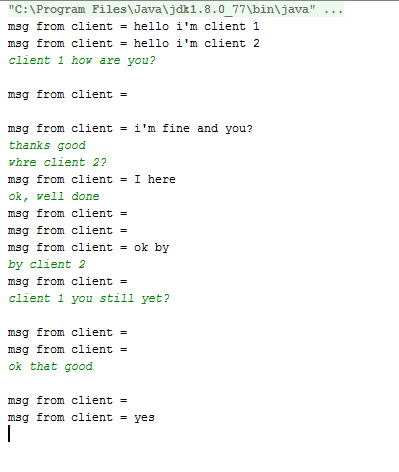 "C:\Program Files\Java\jdk1.8.0_77\bin\java" ...
msg from client = hello i'm client 1
msg from client = hello i'm client 2
client 1 how are you?
msg from client =
msg from client = i'm fine and you?
thanks good
whre client 2?
msg from client = I here
ok, well done
msg from client =
msg from client =
msg from client = ok by
by client 2
msg from client =
client 1 you still yet?
msg from client =
msg from client =
ok that good
msg from client =
msg from client = yes